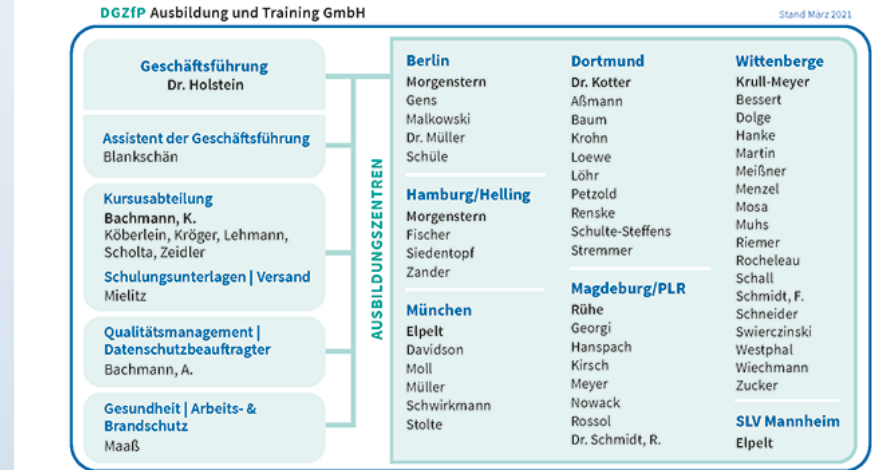 DGZfP Ausbildung und Training GmbH
Stand März 2021
Geschäftsführung
Dr. Holstein
Assistent der Geschäftsführung
Blankschän
Kursusabteilung
Bachmann, K.
Köberlein, Kröger, Lehmann,
Scholta, Zeidler
Schulungsunterlagen | Versand
Mielitz
Qualitätsmanagement |
Datenschutzbeauftragter
Bachmann, A.
Gesundheit | Arbeits- &
Brandschutz
Maaß
AUSBILDUNGSZENTREN
Berlin
Morgenstern
Gens
Malkowski
Dr. Müller
Schüle
Hamburg/Helling
Morgenstern
Fischer
Siedentopf
Zander
München
Elpelt
Davidson
Moll
Müller
Schwirkmann
Stolte
Dortmund
Dr. Kotter
Aßmann
Baum
Krohn
Loewe
Löhr
Petzold
Renske
Schulte-Steffens
Stremmer
Magdeburg/PLR
Rühe
Georgi
Hanspach
Kirsch
Meyer
Nowack
Rossol
Dr. Schmidt, R.
Wittenberge
Krull-Meyer
Bessert
Dolge
Hanke
Martin
Meißner
Menzel
Mosa
Muhs
Riemer
Rocheleau
Schall
Schmidt, F.
Schneider
Swierczinski
Westphal
Wiechmann
Zucker
SLV Mannheim
Elpelt